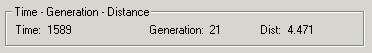 Time - Generation - Distance
Time: 1589 Generation: 21 Dist: 4.471